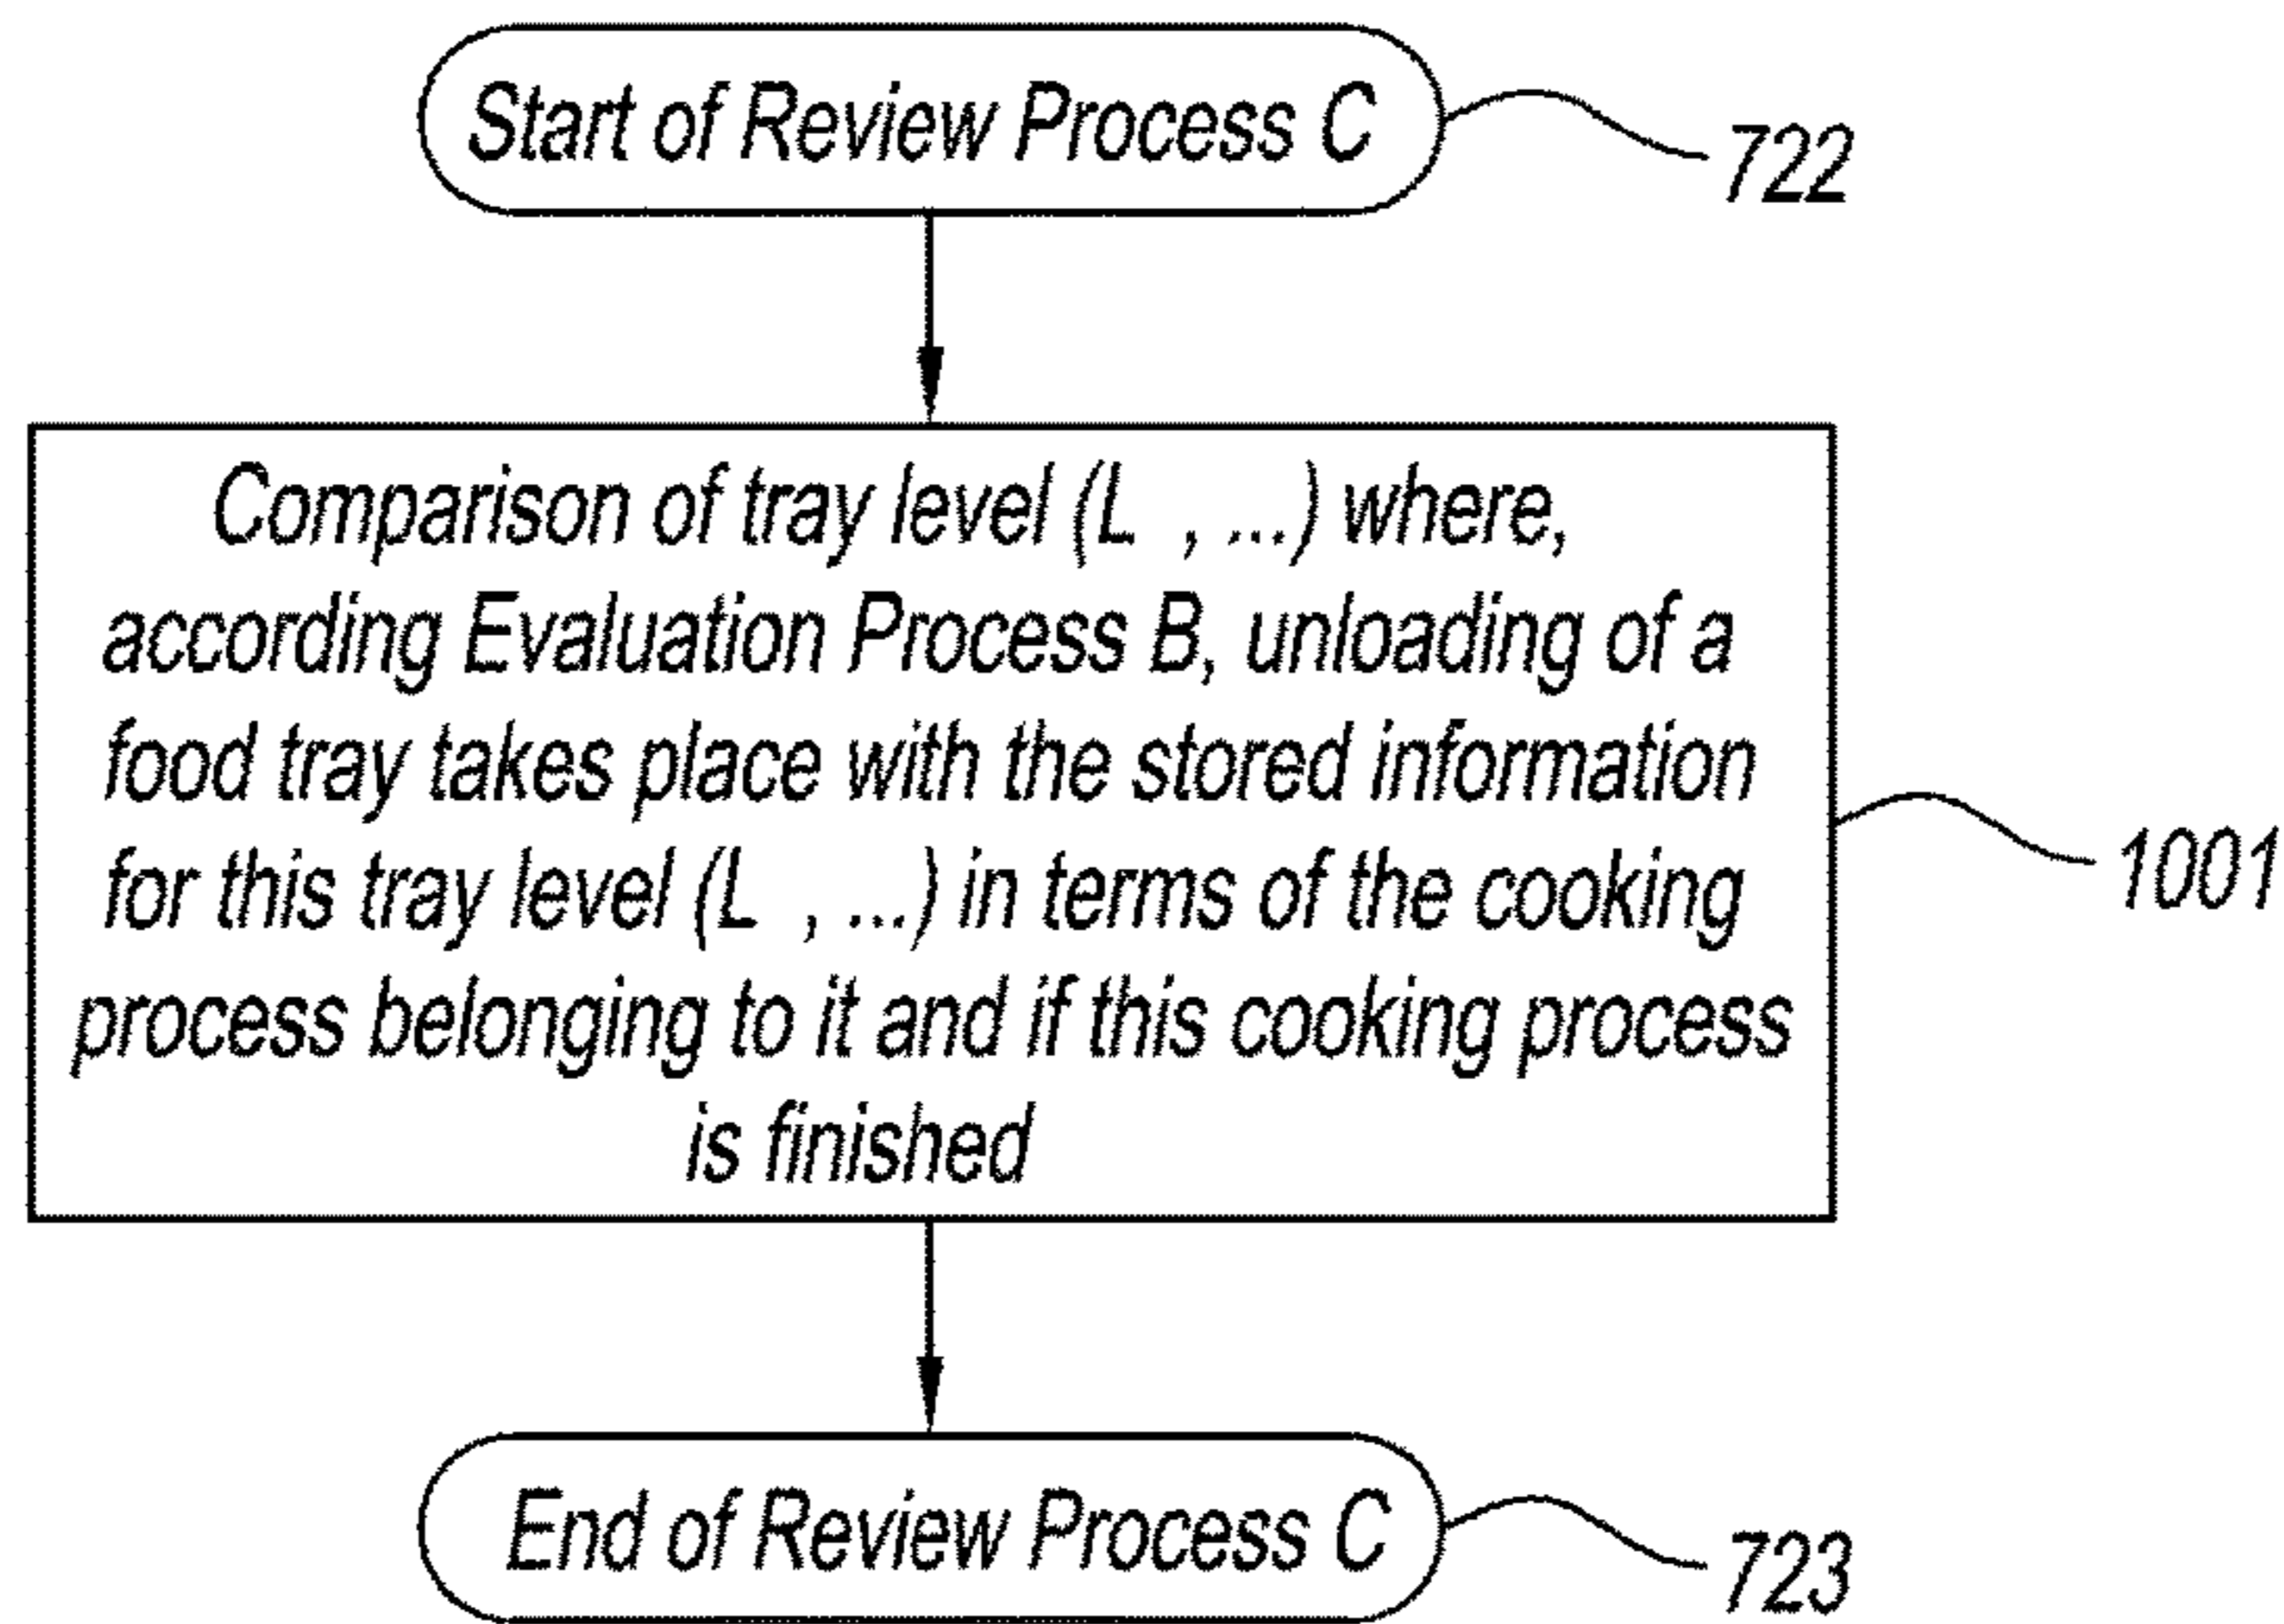 Start of Review Process C
722
Comparison of tray level (L , ...) where,
according Evaluation Process B, unloading of a
food tray takes place with the stored information
for this tray level (L , ...) in terms of the cooking
process belonging to it and if this cooking process
is finished
1001
End of Review Process C
723